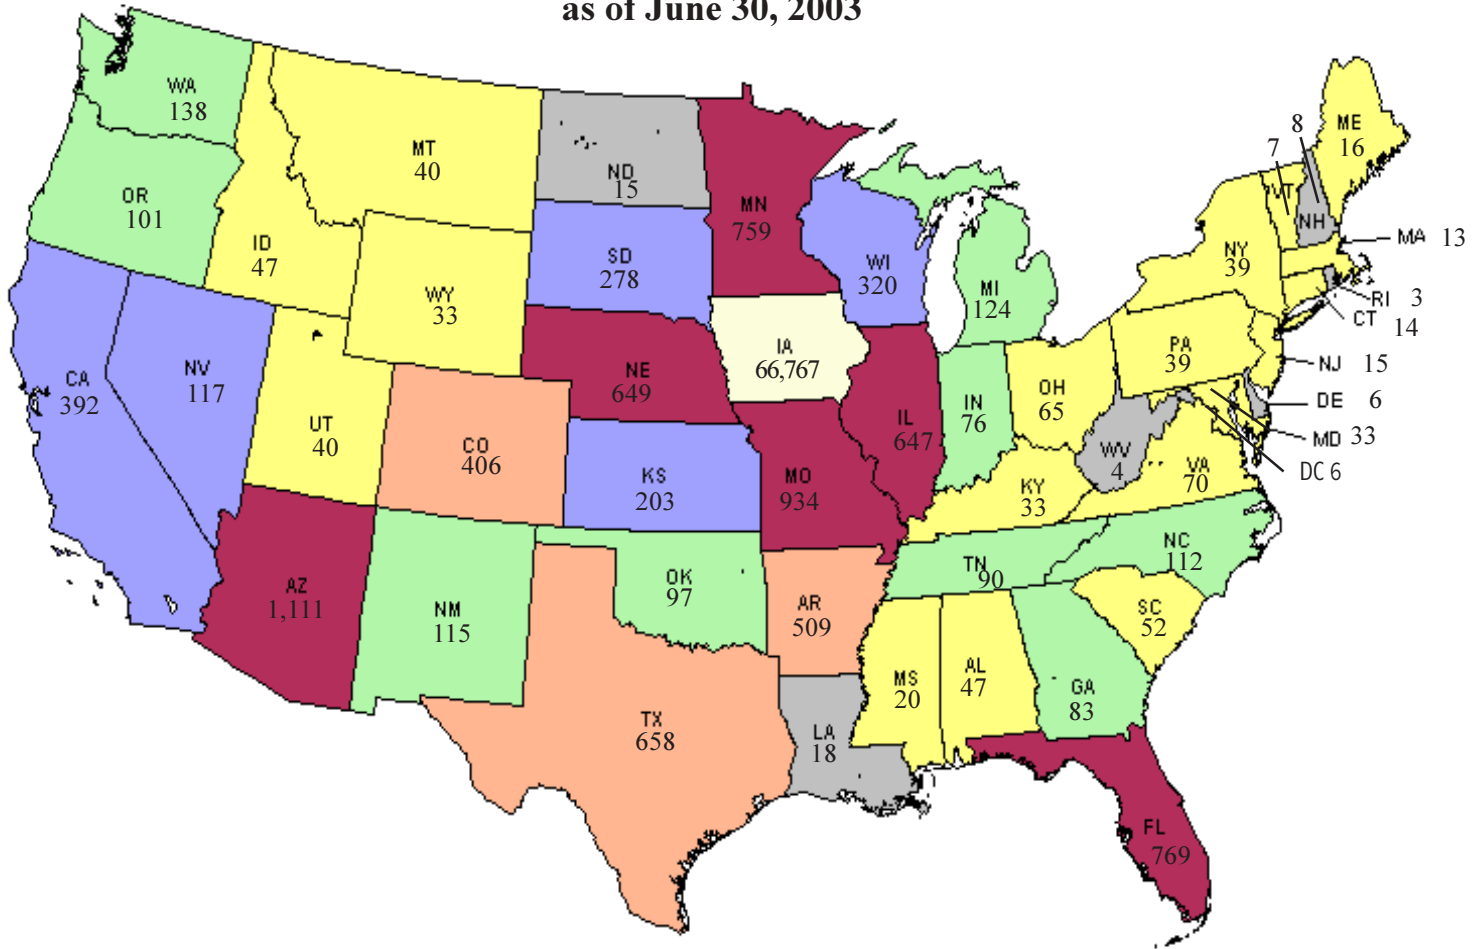 as of June 30, 2003
WA
138
OR
101
ID
47
MT
40
ND
15
MN
759
WI
320
MI
124
SD
278
WY
33
NE
649
IA
66,767
IL
647
IN
76
OH
65
PA
39
NY
39
7
VT
8
NH
ME
16
MA 13
RI 3
CT 14
NJ 15
DE 6
MD 33
DC 6
CA
392
NV
117
UT
40
CO
406
KS
203
MO
934
KY
33
WV
4
VA
70
AZ
1,111
NM
115
OK
97
AR
509
TN
90
NC
112
SC
52
TX
658
LA
18
MS
20
AL
47
GA
83
FL
769